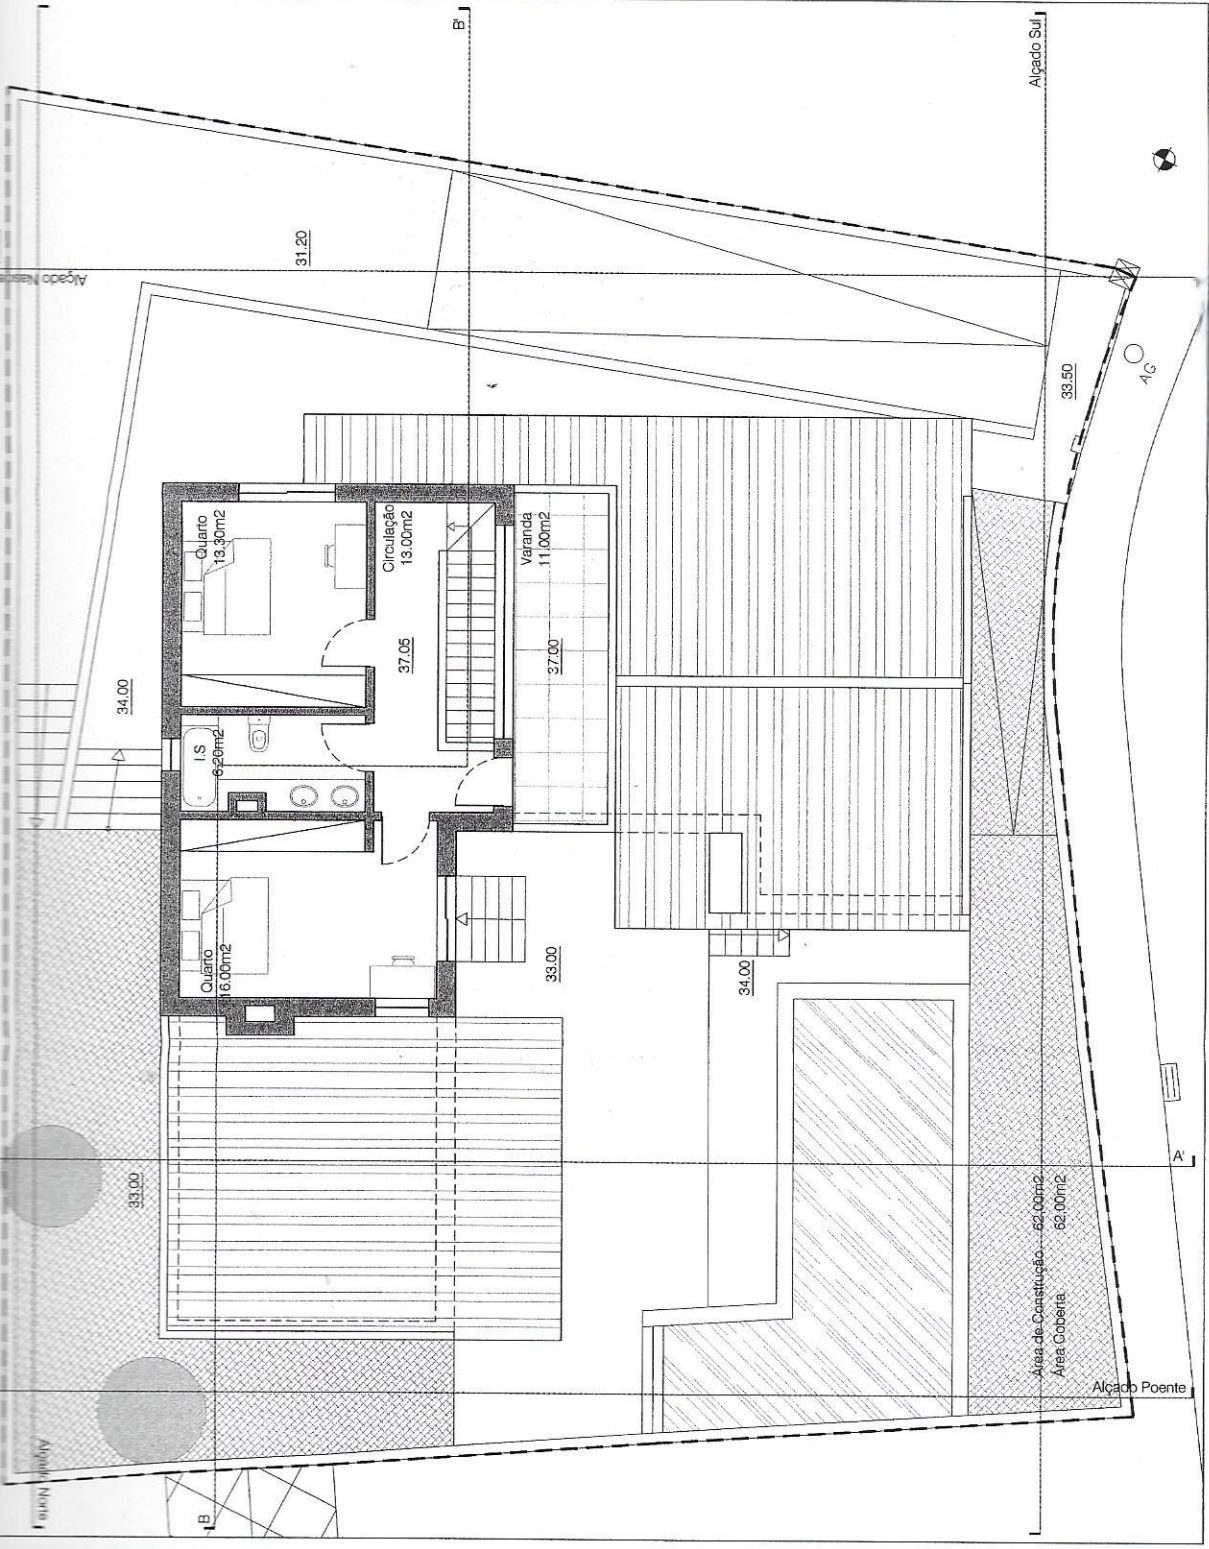 B'
Alçado Sul
31.20
33.50
AG
Quarto
13.30m2
Circulação
13.00m2
Varanda
11.00m2
34.00
37.05
37.00
I.S
6.20m2
Quarto
16.00m2
33.00
34.00
33.00
A'
Área de Construção : 62,00m2
Área Coberta : 62,00m2
Alçado Poente
Alçado Norte
B